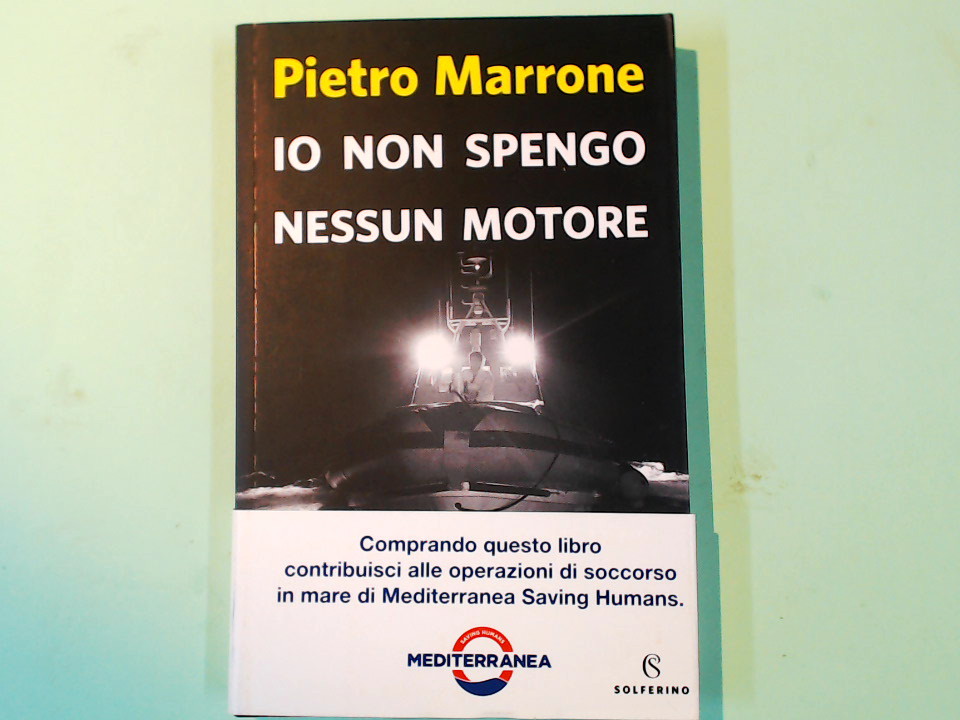 Pietro Marrone
IO NON SPENGO
NESSUN MOTORE
Comprando questo libro
contribuisci alle operazioni di soccorso
in mare di Mediterranea Saving Humans.
SAVING HUMANS
MEDITERRANEA
CS
SOLFERINO